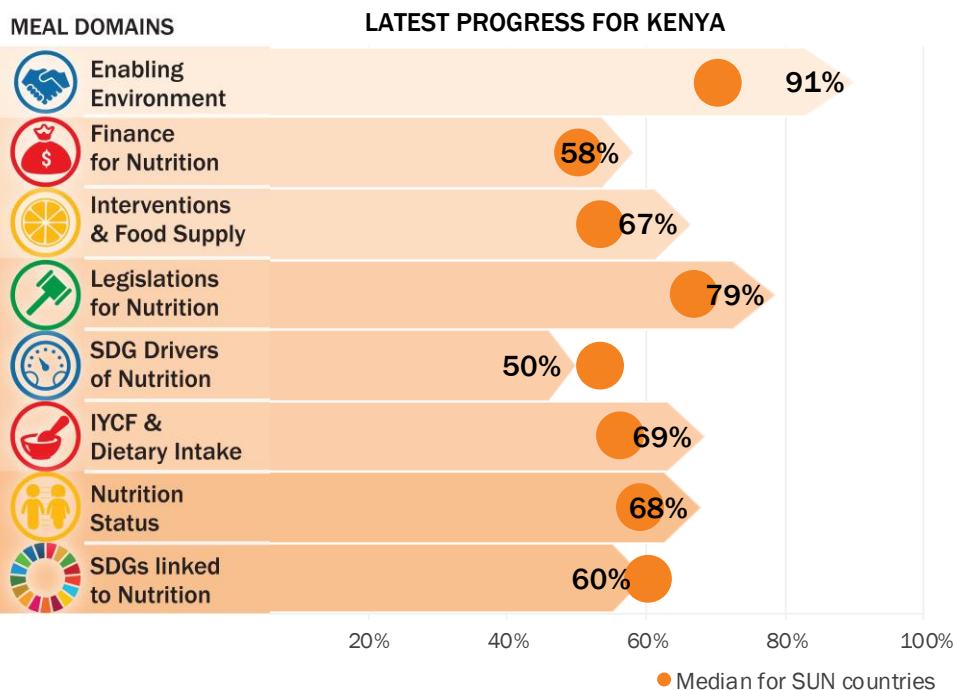 MEAL DOMAINS
LATEST PROGRESS FOR KENYA
Enabling
Environment
91%
Finance
for Nutrition
$
58%
Interventions
& Food Supply
67%
Legislations
for Nutrition
79%
SDG Drivers
of Nutrition
50%
IYCF &
Dietary Intake
69%
Nutrition
Status
68%
SDGs linked
to Nutrition
60%
20%
40%
60%
80%
100%
Median for SUN countries